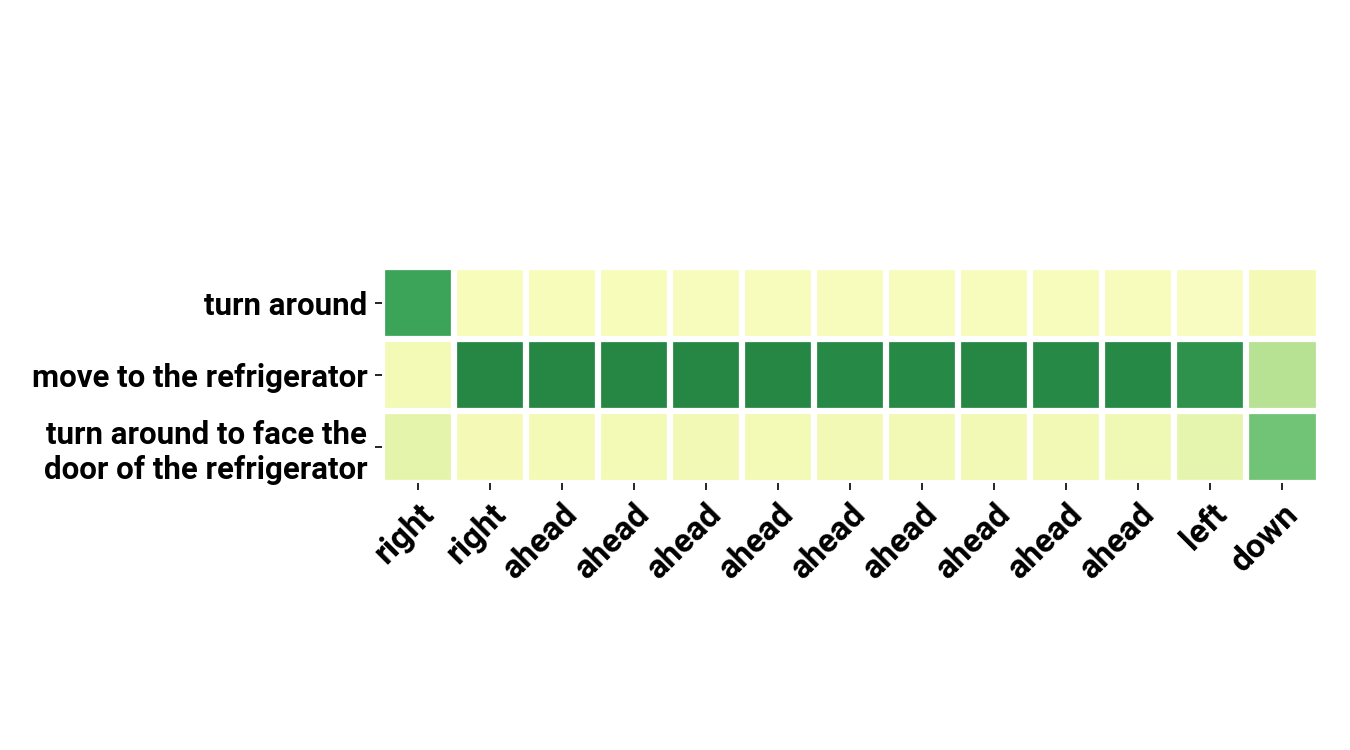 turn around
move to the refrigerator
turn around to face the
door of the refrigerator
right
right
ahead
ahead
ahead
ahead
ahead
ahead
ahead
ahead
ahead
left
down